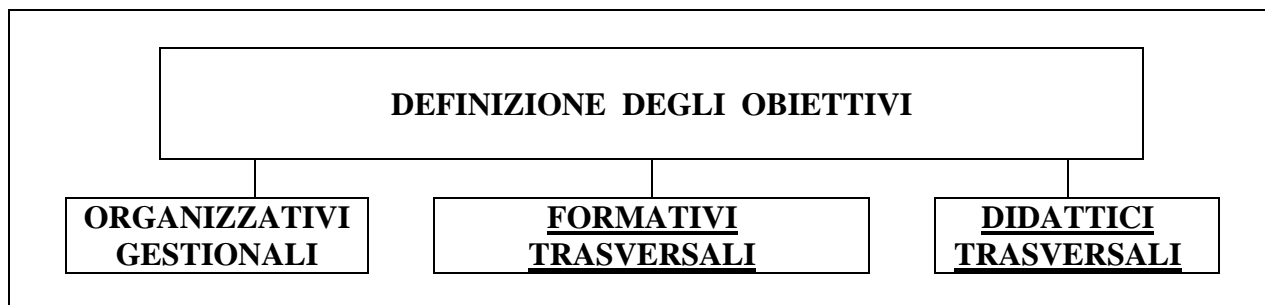 DEFINIZIONE DEGLI OBIETTIVI
ORGANIZZATIVI
GESTIONALI
FORMATIVI
TRASVERSALI
DIDATTICI
TRASVERSALI